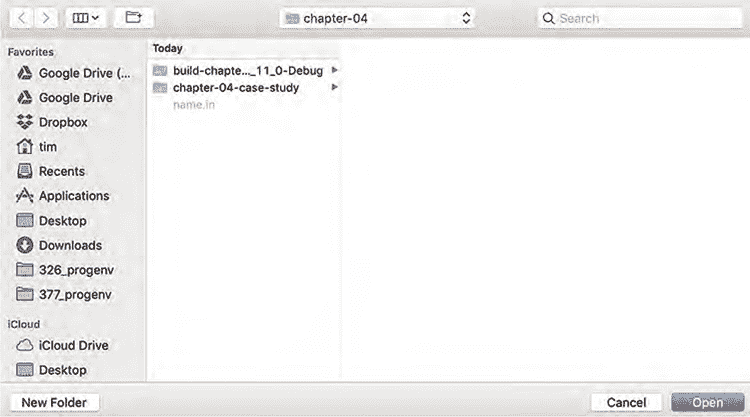 chapter-04
Search
Favorites
Google Drive (...
Google Drive
Dropbox
tim
Recents
Applications
Desktop
Downloads
326_progenv
377_progenv
iCloud
iCloud Drive
Desktop
Today
build-chapte..._11_0-Debug
chapter-04-case-study
name.in
New Folder
Cancel
Open